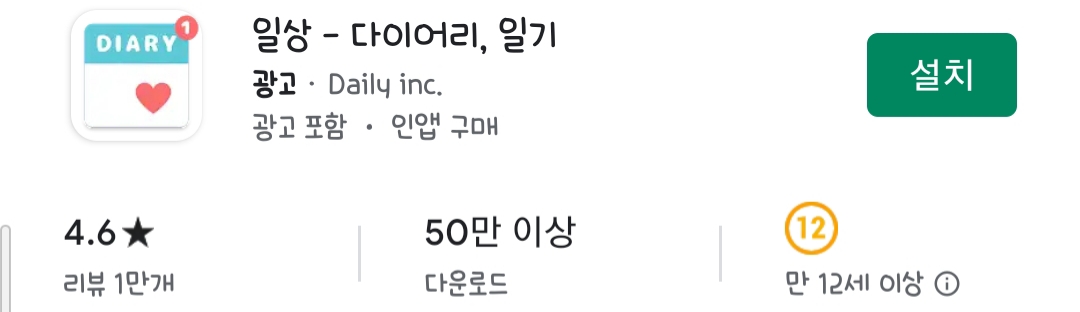 DIARY 1
일상 - 다이어리, 일기
광고 · Daily inc.
광고 포함 · 인앱 구매
설치
4.6★
리뷰 1만개
50만 이상
다운로드
12
만 12세 이상